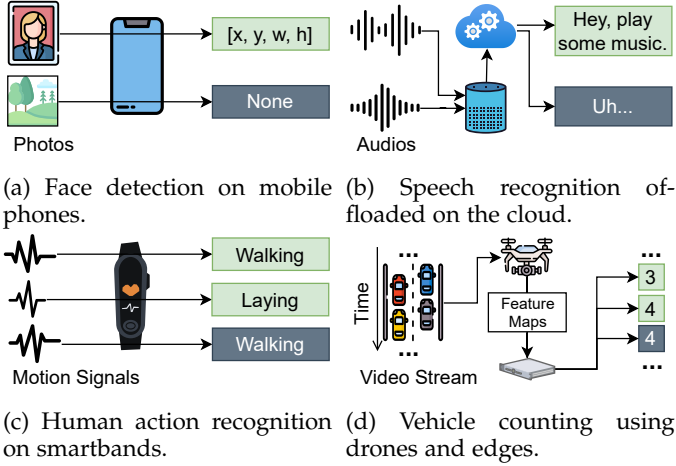 [x, y, w, h]
None
Photos
Hey, play
some music.
Uh...
Audios
(a) Face detection on mobile
phones.
(b) Speech recognition of-
floaded on the cloud.
Walking
Laying
Walking
Motion Signals
Time
...
...
Feature
Maps
Video Stream
...
3
4
4
...
(c) Human action recognition
on smartbands.
(d) Vehicle counting using
drones and edges.